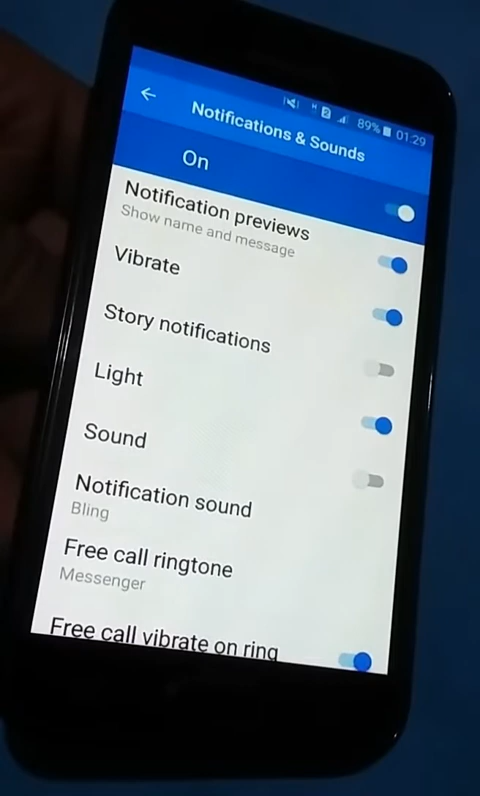 89% 01:29
Notifications & Sounds
On
Notification previews
Show name and message
Vibrate
Story notifications
Light
Sound
Notification sound
Bling
Free call ringtone
Messenger
Free call vibrate on ring